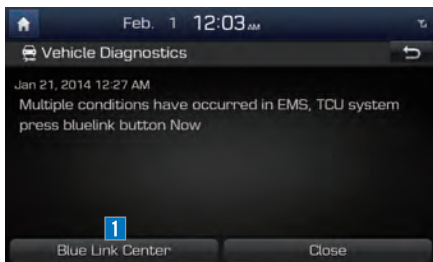 Feb. 1 12:03 AM
Vehicle Diagnostics
Jan 21, 2014 12:27 AM
Multiple conditions have occurred in EMS, TCU system
press bluelink button Now
1
Blue Link Center Close